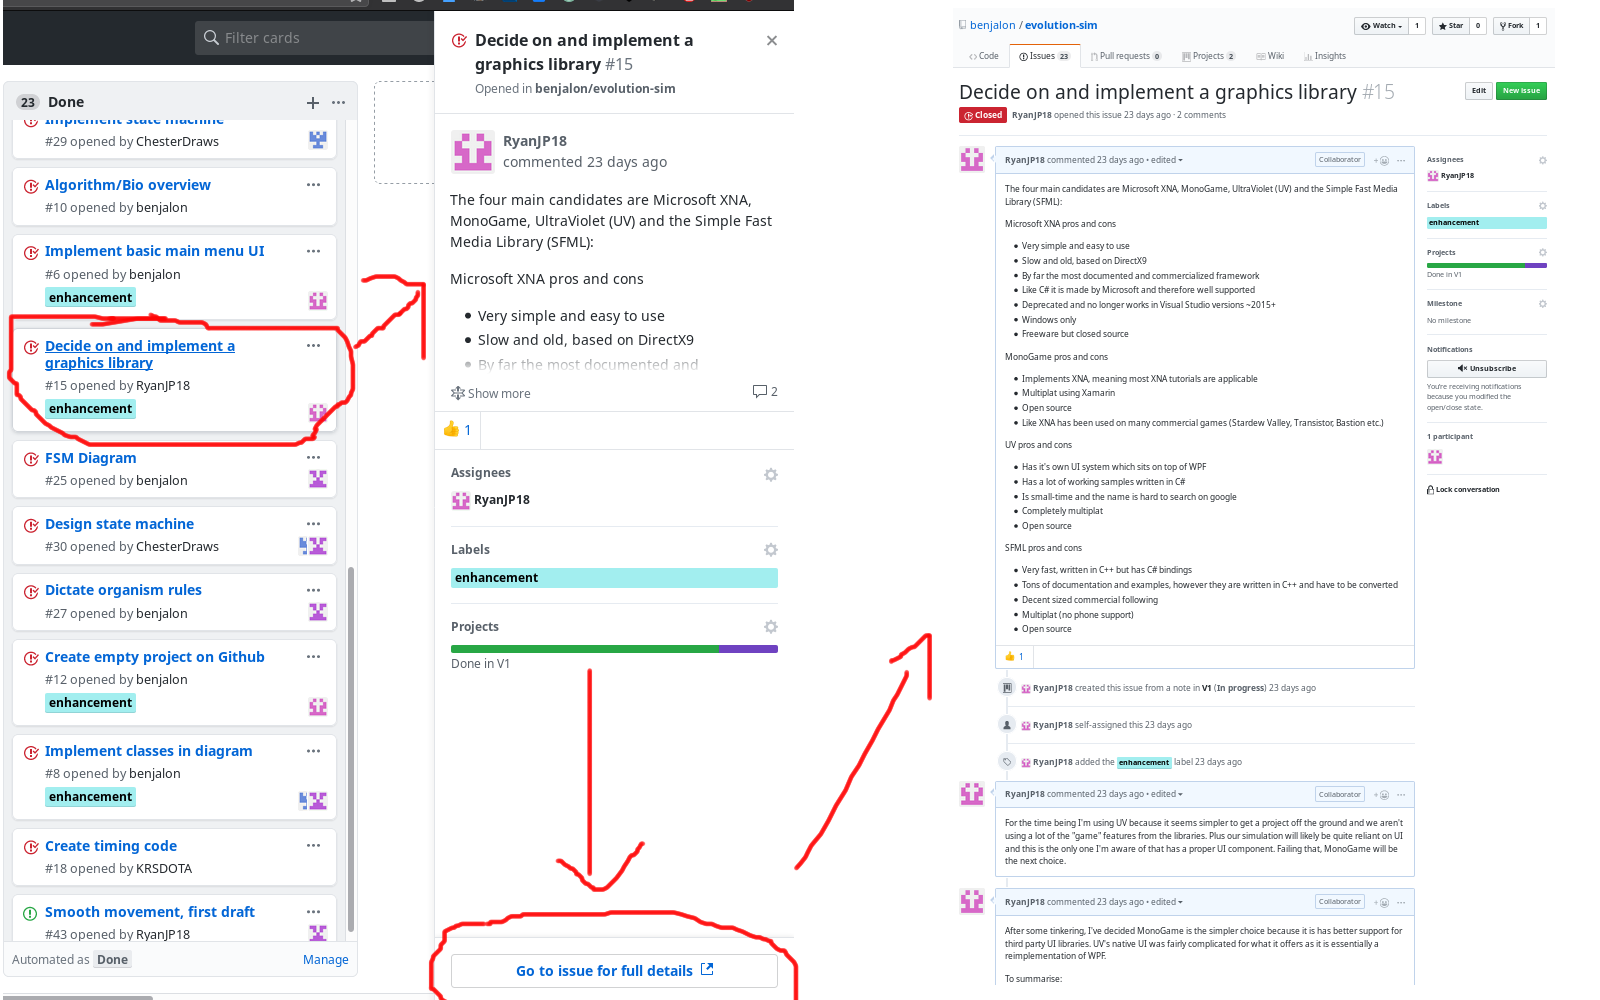 Filter cards
23 Done
Implement state machine
#29 opened by ChesterDraws
Algorithm/Bio overview
#10 opened by benjalon
Implement basic main menu UI
#6 opened by benjalon
enhancement
Decide on and implement a
graphics library
#15 opened by RyanJP18
enhancement
FSM Diagram
#25 opened by benjalon
Design state machine
#30 opened by ChesterDraws
Dictate organism rules
#27 opened by benjalon
Create empty project on Github
#12 opened by benjalon
enhancement
Implement classes in diagram
#8 opened by benjalon
enhancement
Create timing code
#18 opened by KRSDOTA
Smooth movement, first draft
#43 opened by RyanJP18
Automated as Done Manage
Decide on and implement a
graphics library #15
Opened in benjalon/evolution-sim
RyanJP18
commented 23 days ago
The four main candidates are Microsoft XNA,
MonoGame, UltraViolet (UV) and the Simple Fast
Media Library (SFML):
Microsoft XNA pros and cons
Very simple and easy to use
Slow and old, based on DirectX9
By far the most documented and
Show more 2
1
Assignees
RyanJP18
Labels
enhancement
Projects
Done in V1
Go to issue for full details
benjalon / evolution-sim
Watch 1 Star 0 Fork 1
Code Issues 23 Pull requests 0 Projects 2 Wiki Insights
Decide on and implement a graphics library #15
Edit New issue
Closed RyanJP18 opened this issue 23 days ago · 2 comments
RyanJP18 commented 23 days ago • edited Collaborator
The four main candidates are Microsoft XNA, MonoGame, UltraViolet (UV) and the Simple Fast Media
Library (SFML):
Microsoft XNA pros and cons
Very simple and easy to use
Slow and old, based on DirectX9
By far the most documented and commercialized framework
Like C# it is made by Microsoft and therefore well supported
Deprecated and no longer works in Visual Studio versions ~2015+
Windows only
Freeware but closed source
MonoGame pros and cons
Implements XNA, meaning most XNA tutorials are applicable
Multiplat using Xamarin
Open source
Like XNA has been used on many commercial games (Stardew Valley, Transistor, Bastion etc.)
UV pros and cons
Has it's own UI system which sits on top of WPF
Has a lot of working samples written in C#
Is small-time and the name is hard to search on google
Completely multiplat
Open source
SFML pros and cons
Very fast, written in C++ but has C# bindings
Tons of documentation and examples, however they are written in C++ and have to be converted
Decent sized commercial following
Multiplat (no phone support)
Open source
1
RyanJP18 created this issue from a note in V1 (In progress) 23 days ago
RyanJP18 self-assigned this 23 days ago
RyanJP18 added the enhancement label 23 days ago
RyanJP18 commented 23 days ago • edited Collaborator
For the time being I'm using UV because it seems simpler to get a project off the ground and we aren't
using a lot of the "game" features from the libraries. Plus our simulation will likely be quite reliant on UI
and this is the only one I'm aware of that has a proper UI component. Failing that, MonoGame will be
the next choice.
RyanJP18 commented 23 days ago • edited Collaborator
After some tinkering, I've decided MonoGame is the simpler choice because it is has better support for
third party UI libraries. UV's native UI was fairly complicated for what it offers as it is essentially a
reimplementation of WPF.
To summarise:
Assignees
RyanJP18
Labels
enhancement
Projects
Done in V1
Milestone
No milestone
Notifications
Unsubscribe
You're receiving notifications
because you modified the
open/close state.
1 participant
Lock conversation